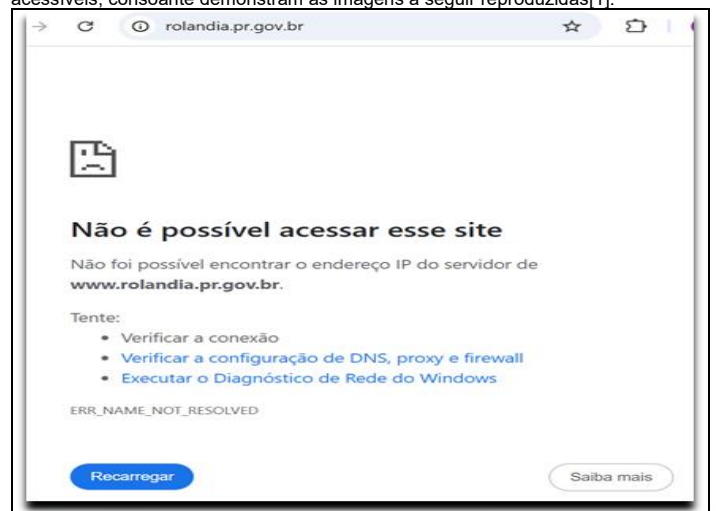 acessíveis, consoante demonstram as imagens a seguir reproduzidas[1].
rolandia.pr.gov.br
Não é possível acessar esse site
Não foi possível encontrar o endereço IP do servidor de
www.rolandia.pr.gov.br.
Tente:
• Verificar a conexão
• Verificar a configuração de DNS, proxy e firewall
• Executar o Diagnóstico de Rede do Windows
ERR_NAME_NOT_RESOLVED
Recarregar
Saiba mais